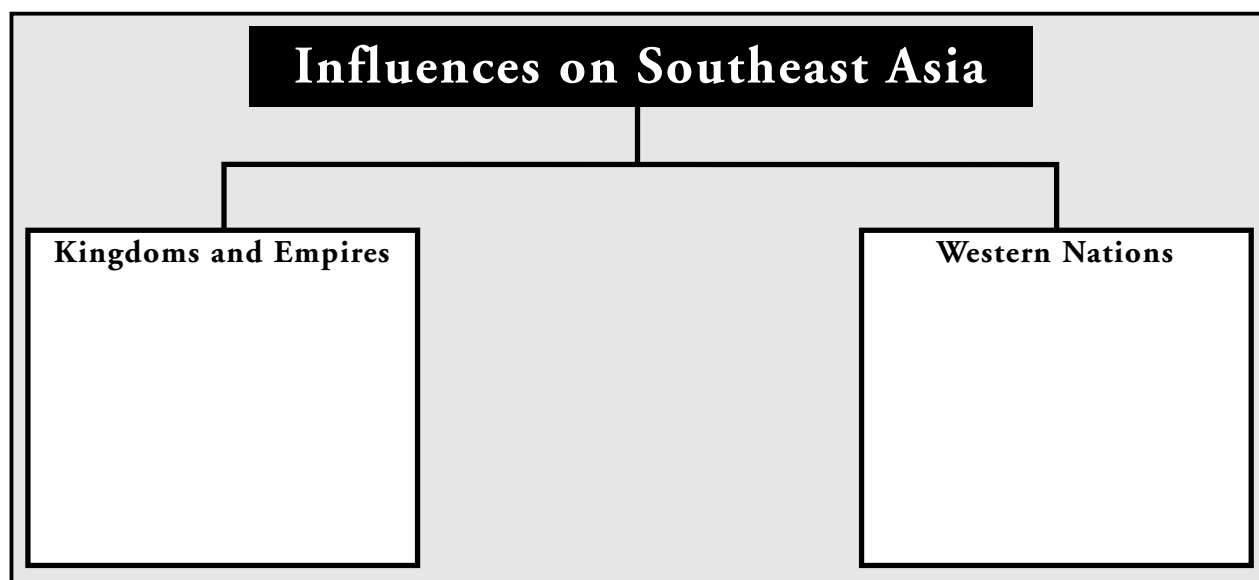 Influences on Southeast Asia
Kingdoms and Empires
Western Nations